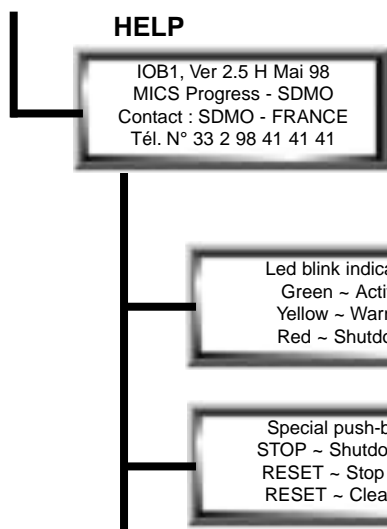 HELP
IOB1, Ver 2.5 H Mai 98
MICS Progress - SDMO
Contact : SDMO - FRANCE
Tél. N° 33 2 98 41 41 41
Led blink
Green ~
Yellow ~
Red ~
Special
STOP ~
RESET ~ Stop
RESET ~